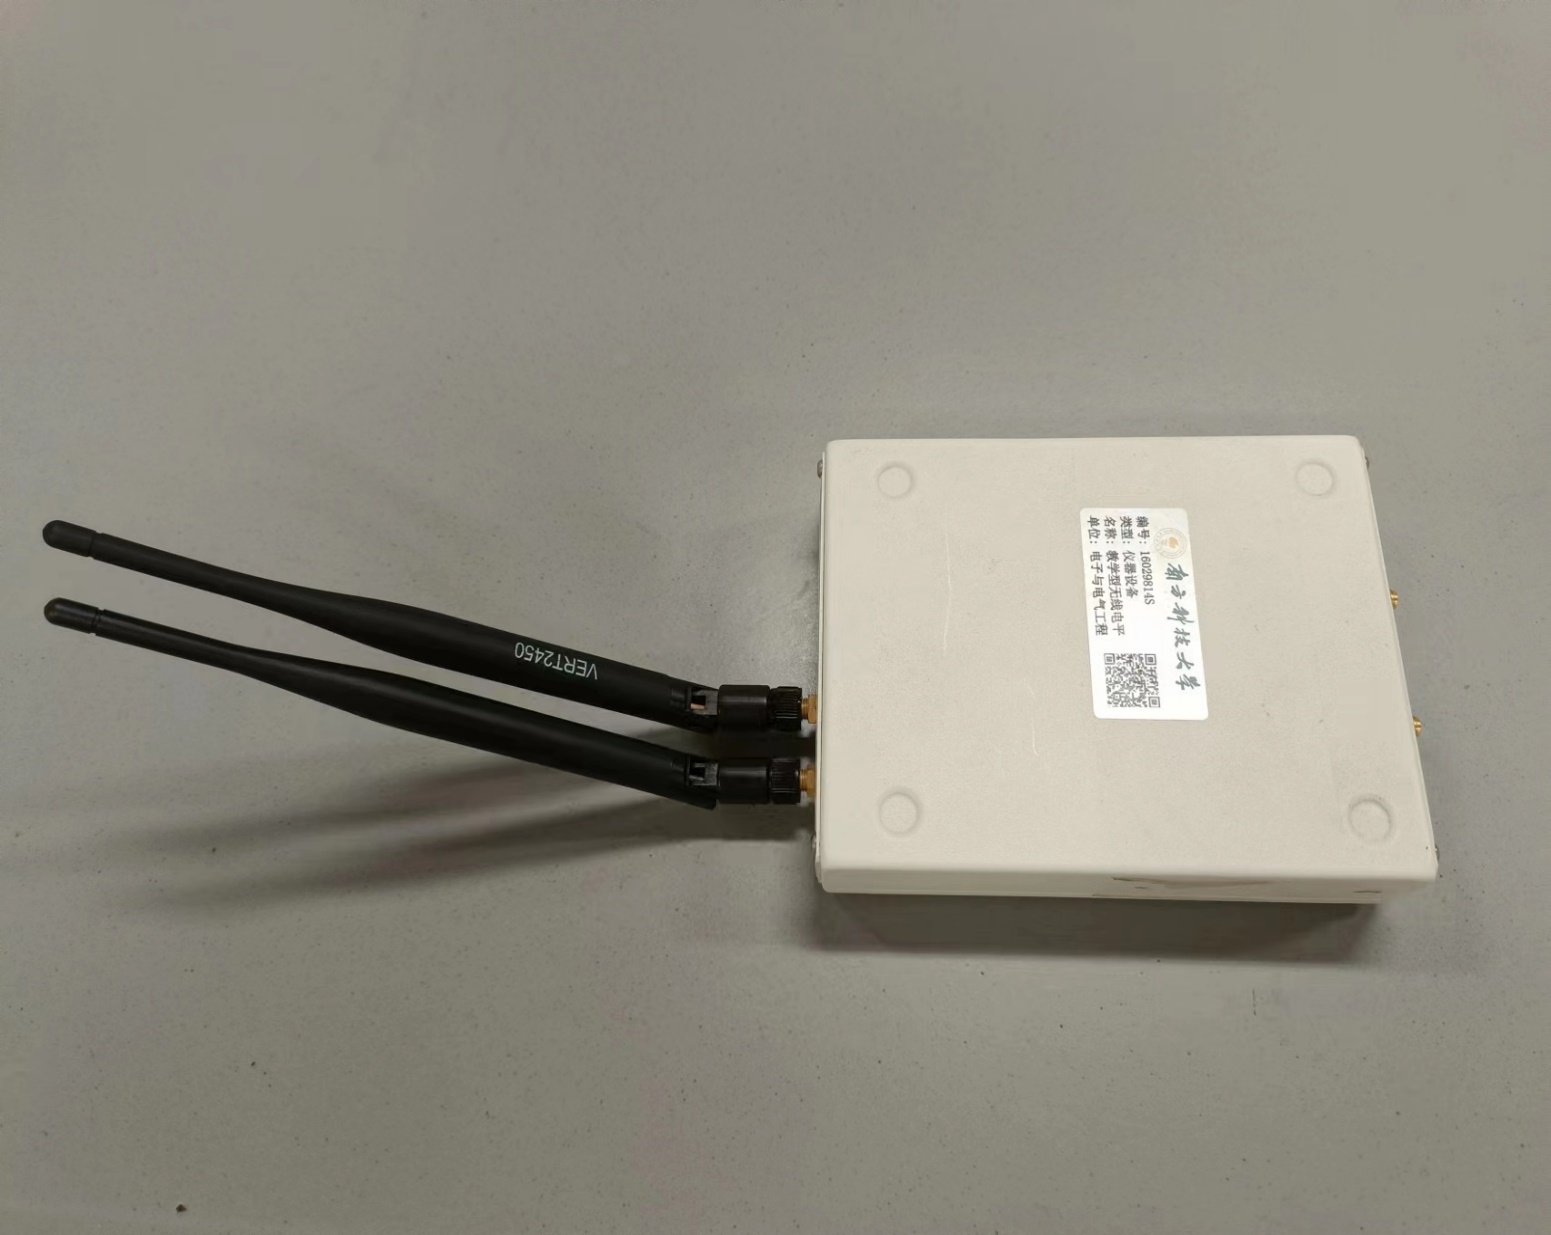 南方科技大学
编号：16029814S
类型：仪器设备
名称：教学型无线电平
单位：电子与电气工程
VERT2450